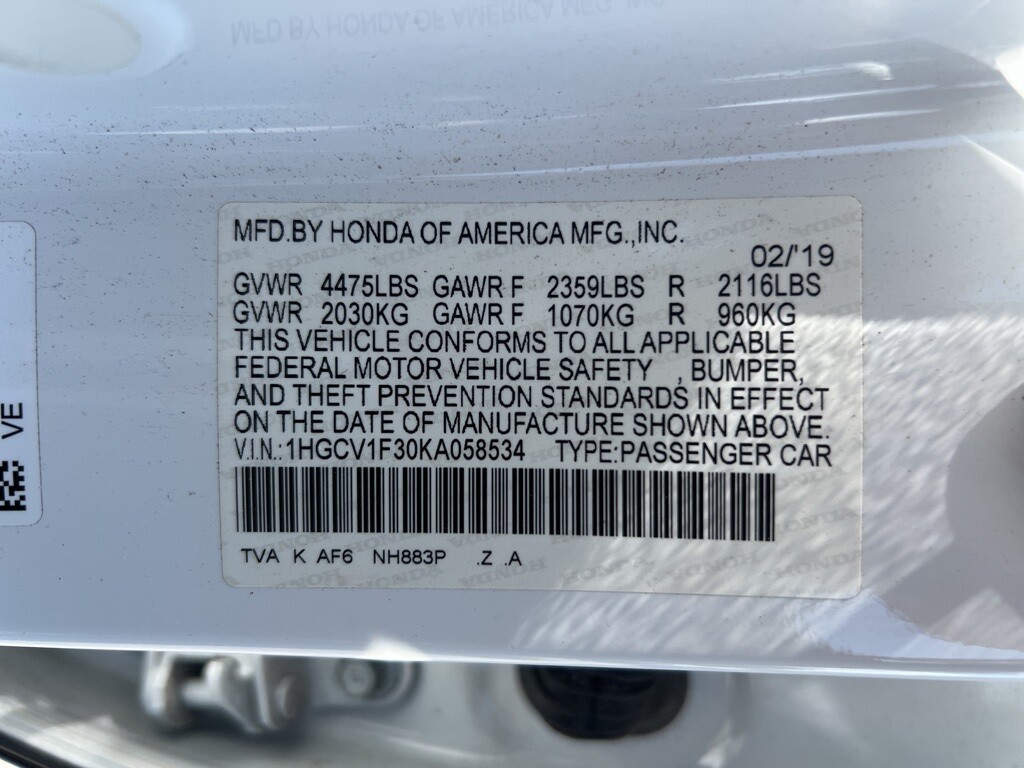 MFD.BY HONDA OF AMERICA MFG.,INC.
02/'19
GVWR 4475LBS GAWR F 2359LBS R 2116LBS
GVWR 2030KG GAWR F 1070KG R 960KG
THIS VEHICLE CONFORMS TO ALL APPLICABLE
FEDERAL MOTOR VEHICLE SAFETY , BUMPER,
AND THEFT PREVENTION STANDARDS IN EFFECT
ON THE DATE OF MANUFACTURE SHOWN ABOVE.
V.I.N.:1HGCV1F30KA058534 TYPE:PASSENGER CAR
TVA K AF6 NH883P .Z .A
VE